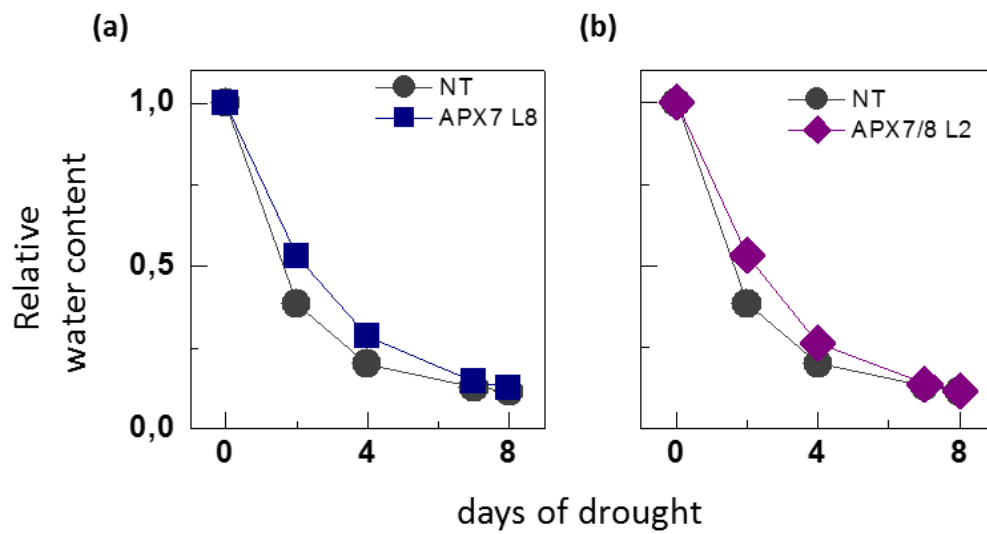 (a)
(b)
NT
APX7 L8
NT
APX7/8 L2
1,0
0,5
0,0
Relative
water content
0
4
8
0
4
8
days of drought